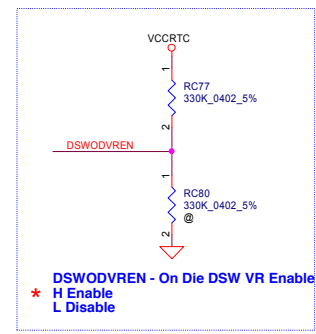 VCCRTC
1
RC77
330K_0402_5%
2
DSWODVREN
1
RC80
330K_0402_5%
@
2
DSWODVREN - On Die DSW VR Enable
* H Enable
L Disable